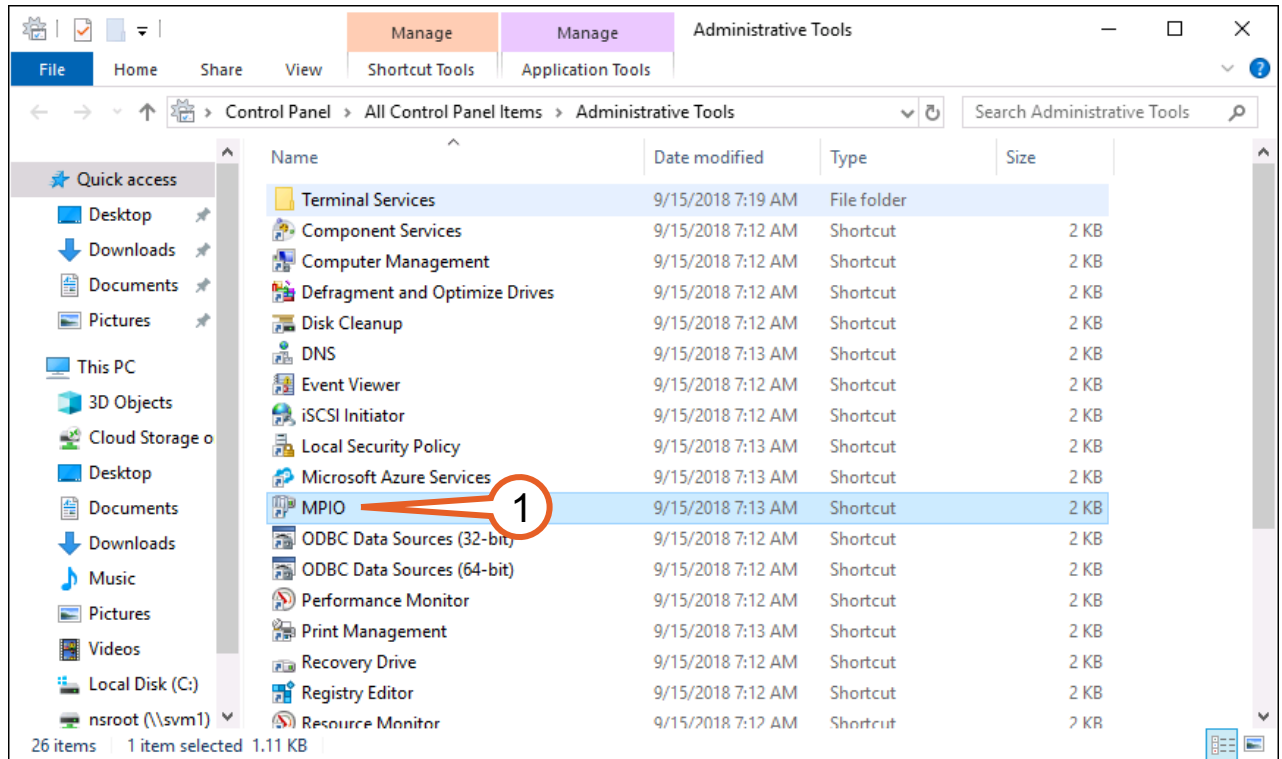 Manage Manage Administrative Tools
File Home Share View Shortcut Tools Application Tools
Control Panel > All Control Panel Items > Administrative Tools Search Administrative Tools
Name Date modified Type Size
Quick access
Desktop
Downloads
Documents
Pictures
This PC
3D Objects
Cloud Storage o
Desktop
Documents
Downloads
Music
Pictures
Videos
Local Disk (C:)
nsroot (\\svm1)
Terminal Services 9/15/2018 7:19 AM File folder
Component Services 9/15/2018 7:12 AM Shortcut 2 KB
Computer Management 9/15/2018 7:12 AM Shortcut 2 KB
Defragment and Optimize Drives 9/15/2018 7:12 AM Shortcut 2 KB
Disk Cleanup 9/15/2018 7:12 AM Shortcut 2 KB
DNS 9/15/2018 7:13 AM Shortcut 2 KB
Event Viewer 9/15/2018 7:12 AM Shortcut 2 KB
iSCSI Initiator 9/15/2018 7:12 AM Shortcut 2 KB
Local Security Policy 9/15/2018 7:13 AM Shortcut 2 KB
Microsoft Azure Services 9/15/2018 7:13 AM Shortcut 2 KB
MPIO 1 9/15/2018 7:13 AM Shortcut 2 KB
ODBC Data Sources (32-bit) 9/15/2018 7:12 AM Shortcut 2 KB
ODBC Data Sources (64-bit) 9/15/2018 7:12 AM Shortcut 2 KB
Performance Monitor 9/15/2018 7:12 AM Shortcut 2 KB
Print Management 9/15/2018 7:13 AM Shortcut 2 KB
Recovery Drive 9/15/2018 7:12 AM Shortcut 2 KB
Registry Editor 9/15/2018 7:12 AM Shortcut 2 KB
Resource Monitor 9/15/2018 7:12 AM Shortcut 2 KB
26 items 1 item selected 1.11 KB